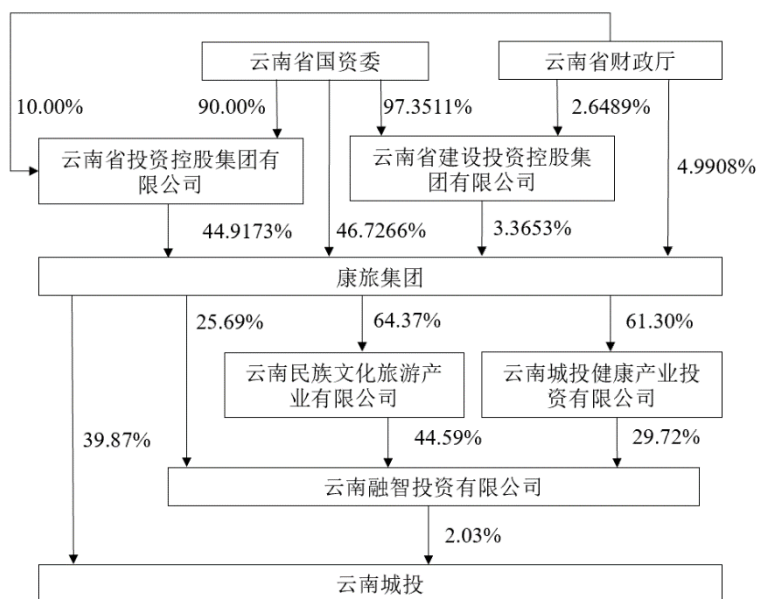 云南省国资委
云南省财政厅
10.00%
90.00%
97.3511%
2.6489%
云南省投资控股集团有
限公司
云南省建设投资控股集
团有限公司
4.9908%
44.9173%
46.7266%
3.3653%
康旅集团
25.69%
64.37%
61.30%
云南民族文化旅游产
业有限公司
云南城投健康产业投
资有限公司
39.87%
44.59%
29.72%
云南融智投资有限公司
2.03%
云南城投